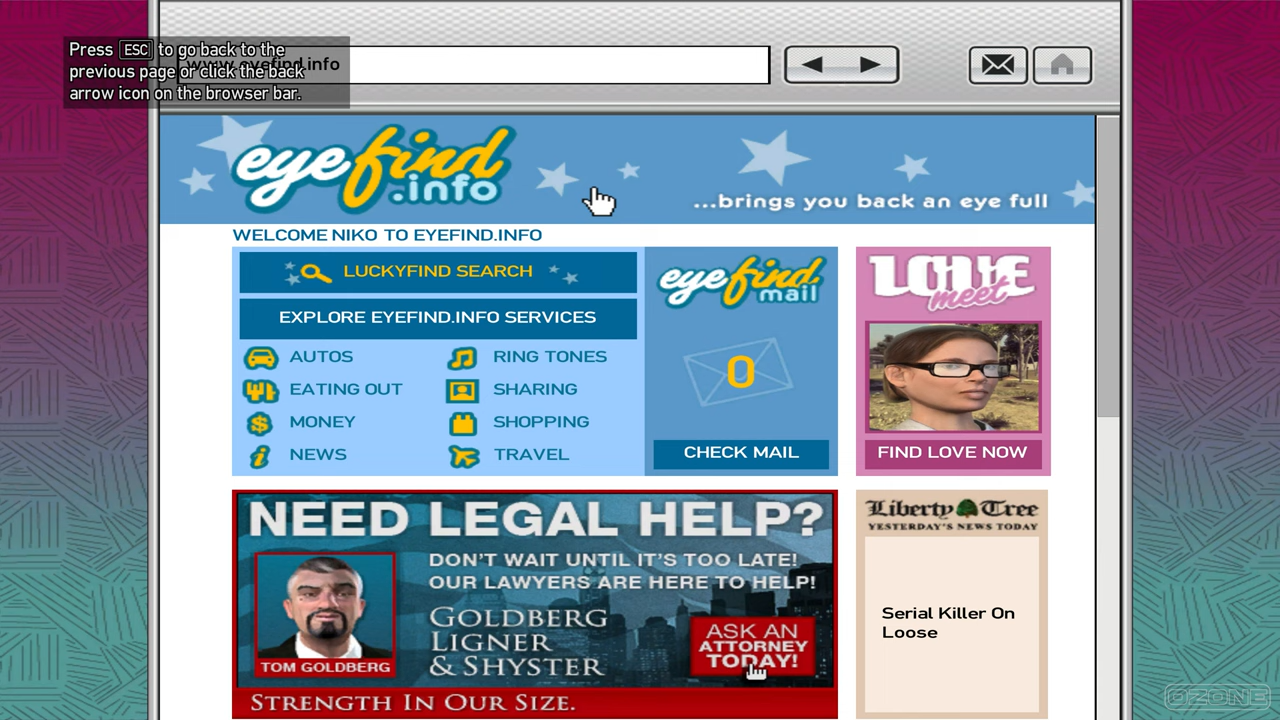 Press ESC to go back to the
previous page or click the back
arrow icon on the browser bar.
www.eyefind.info
eyefind
.info
...brings you back an eye full
WELCOME NIKO TO EYEFIND.INFO
LUCKYFIND SEARCH
EXPLORE EYEFIND.INFO SERVICES
AUTOS
RING TONES
EATING OUT
SHARING
MONEY
SHOPPING
NEWS
TRAVEL
eyefind
mail
0
CHECK MAIL
LOVE
meet
FIND LOVE NOW
NEED LEGAL HELP?
DON'T WAIT UNTIL IT'S TOO LATE!
OUR LAWYERS ARE HERE TO HELP!
GOLDBERG
LIGNER
& SHYSTER
TOM GOLDBERG
ASK AN
ATTORNEY
TODAY!
STRENGTH IN OUR SIZE.
Liberty Tree
YESTERDAY'S NEWS TODAY
Serial Killer On
Loose
OZONE